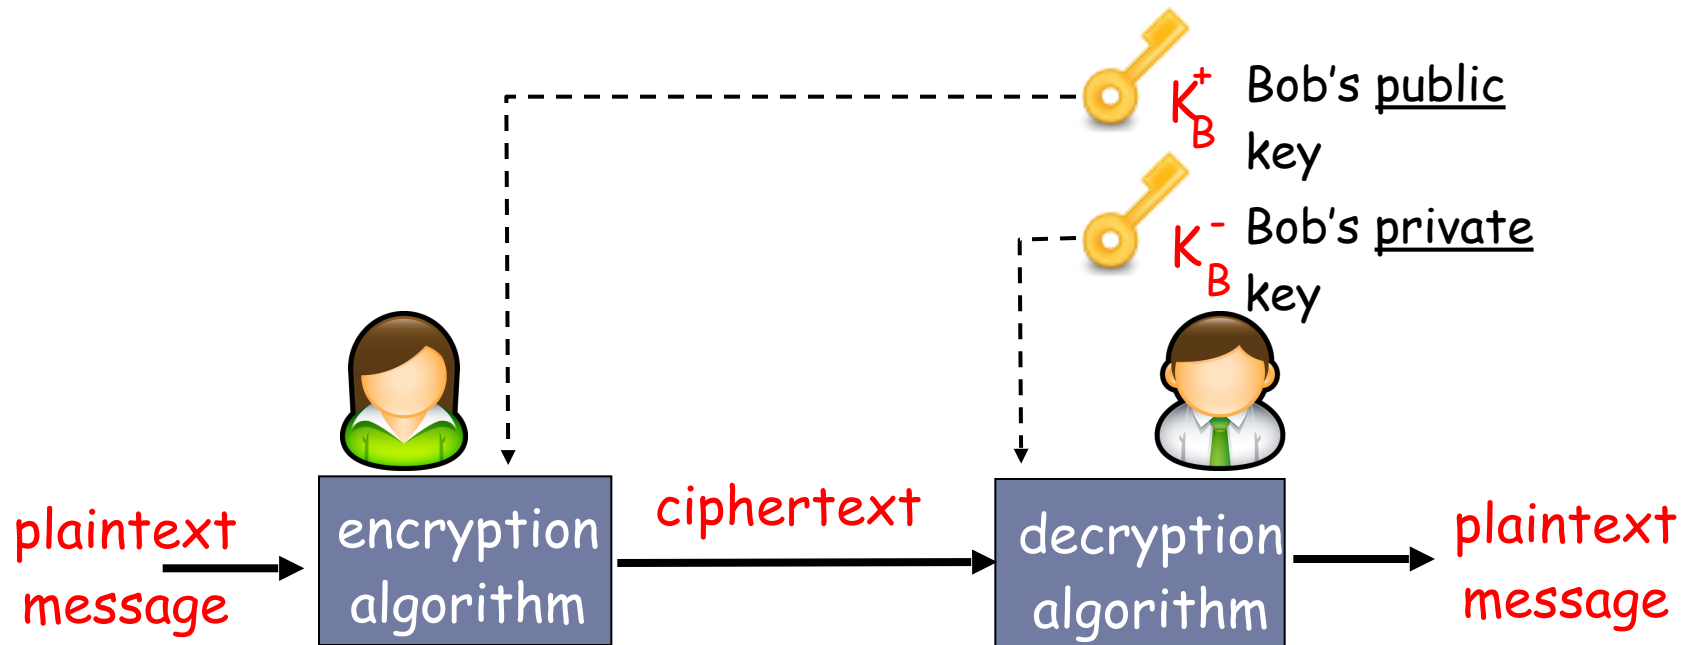 K+B Bob's public
key
K-B Bob's private
key
plaintext
message
encryption
algorithm
ciphertext
decryption
algorithm
plaintext
message